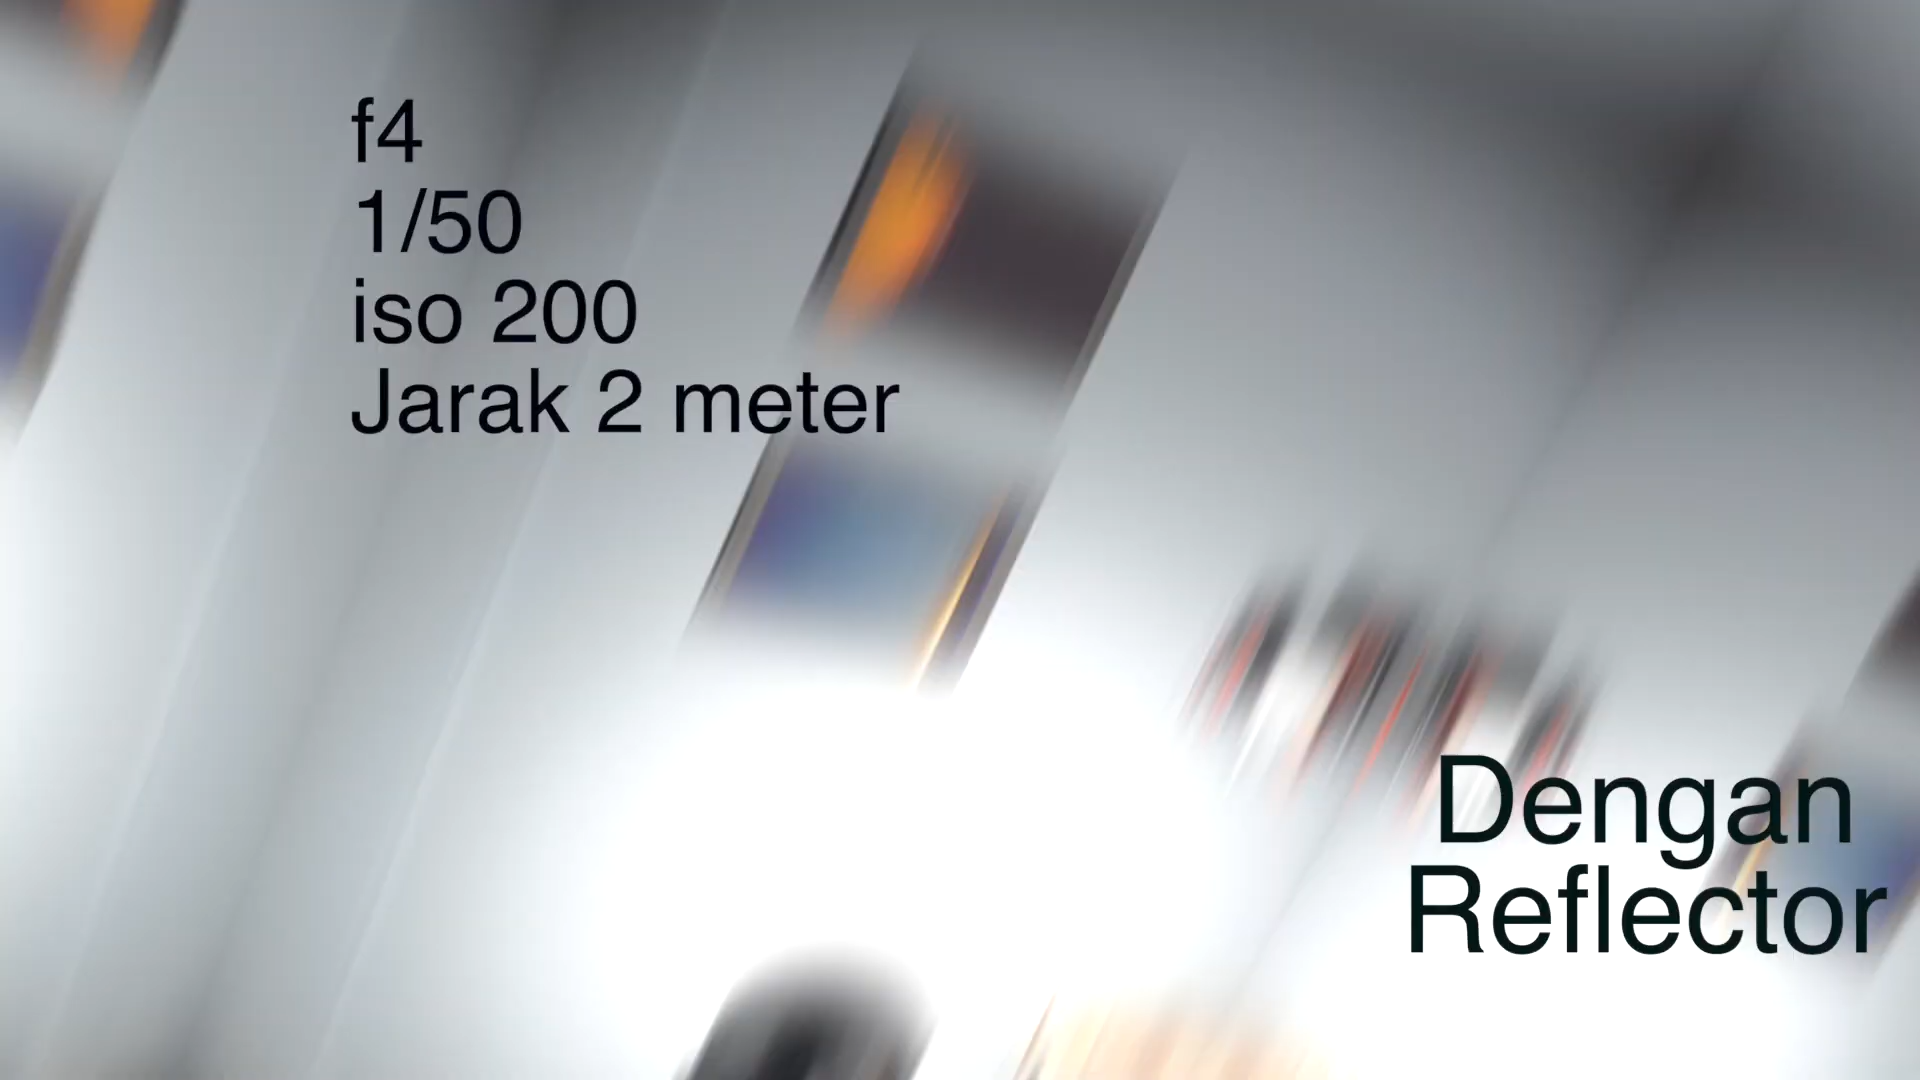 f4
1/50
iso 200
Jarak 2 meter
Dengan
Reflector